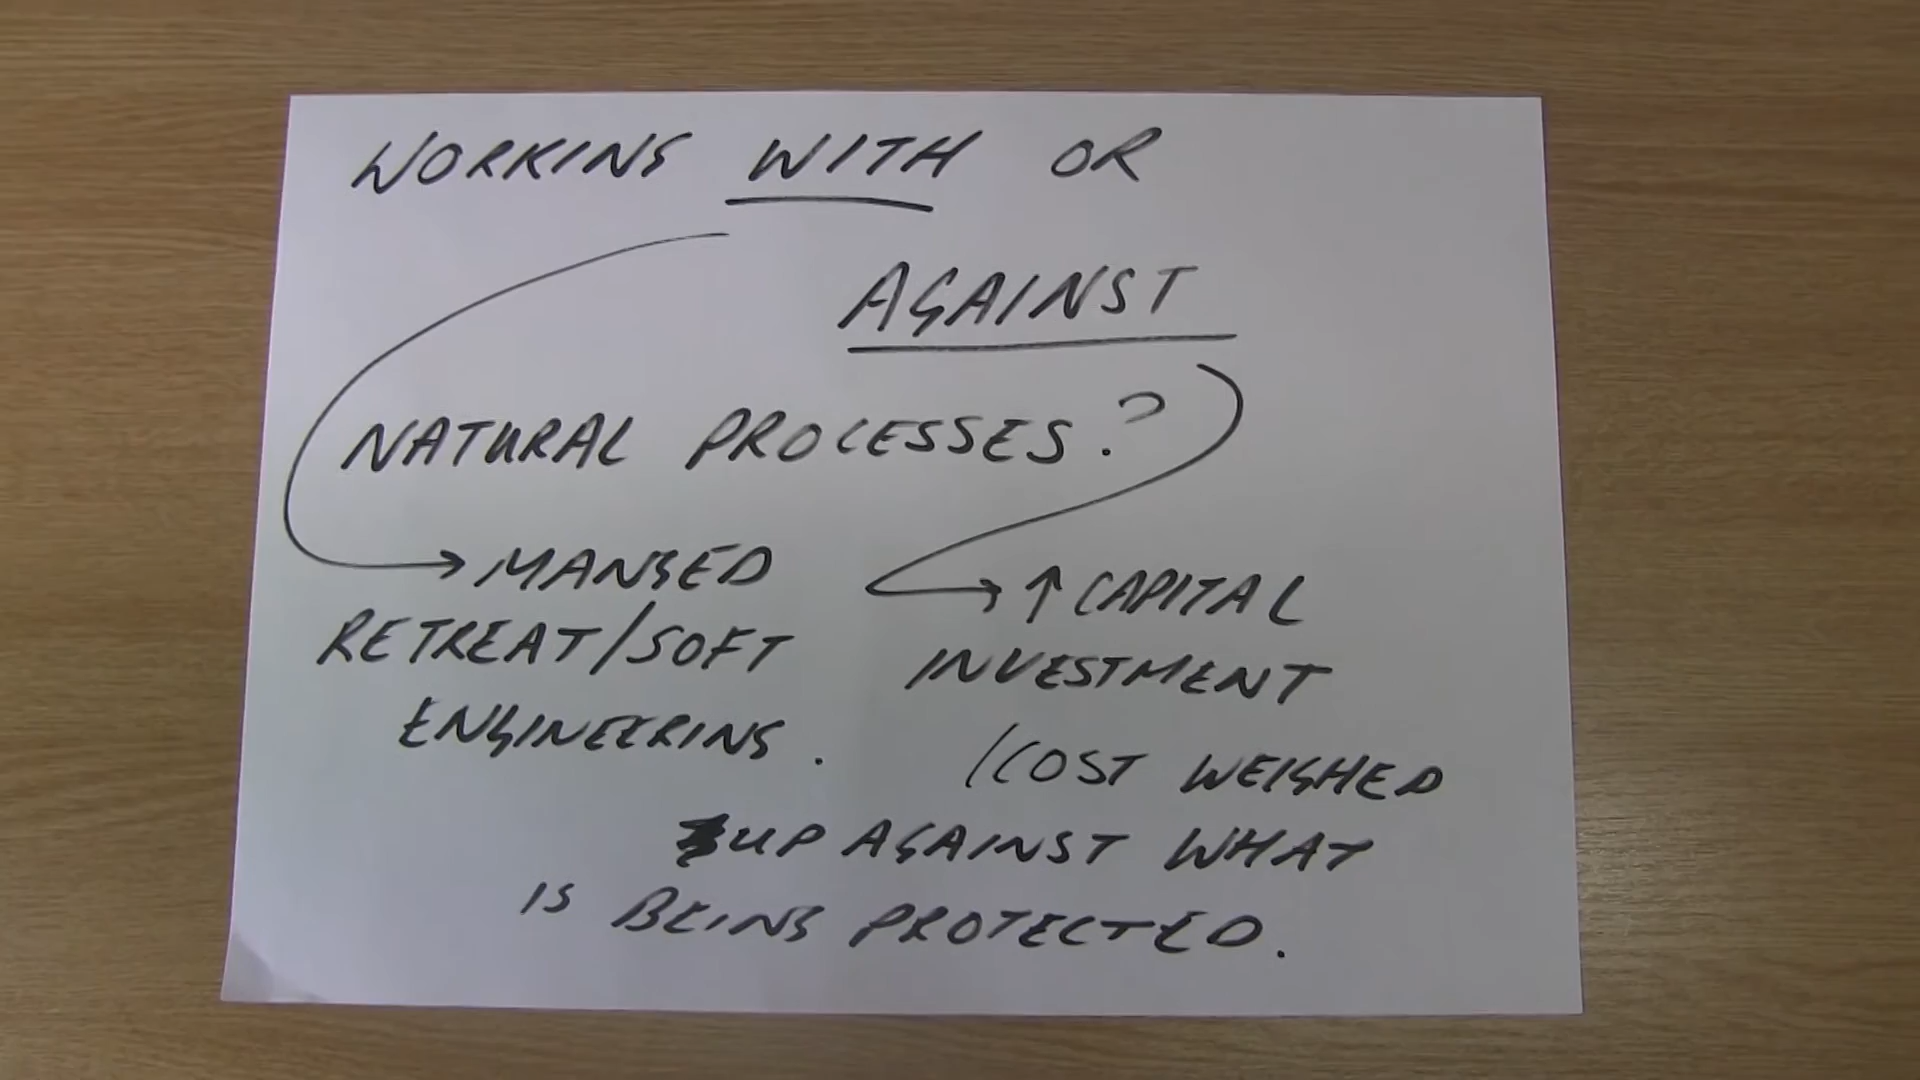 WORKING WITH OR
AGAINST
NATURAL PROCESSES?
→ MANGED
RETREAT/SOFT
ENGINEERING.
→ ↑ CAPITAL
INVESTMENT
/COST WEIGHED
UP AGAINST WHAT
IS BEING PROTECTED.